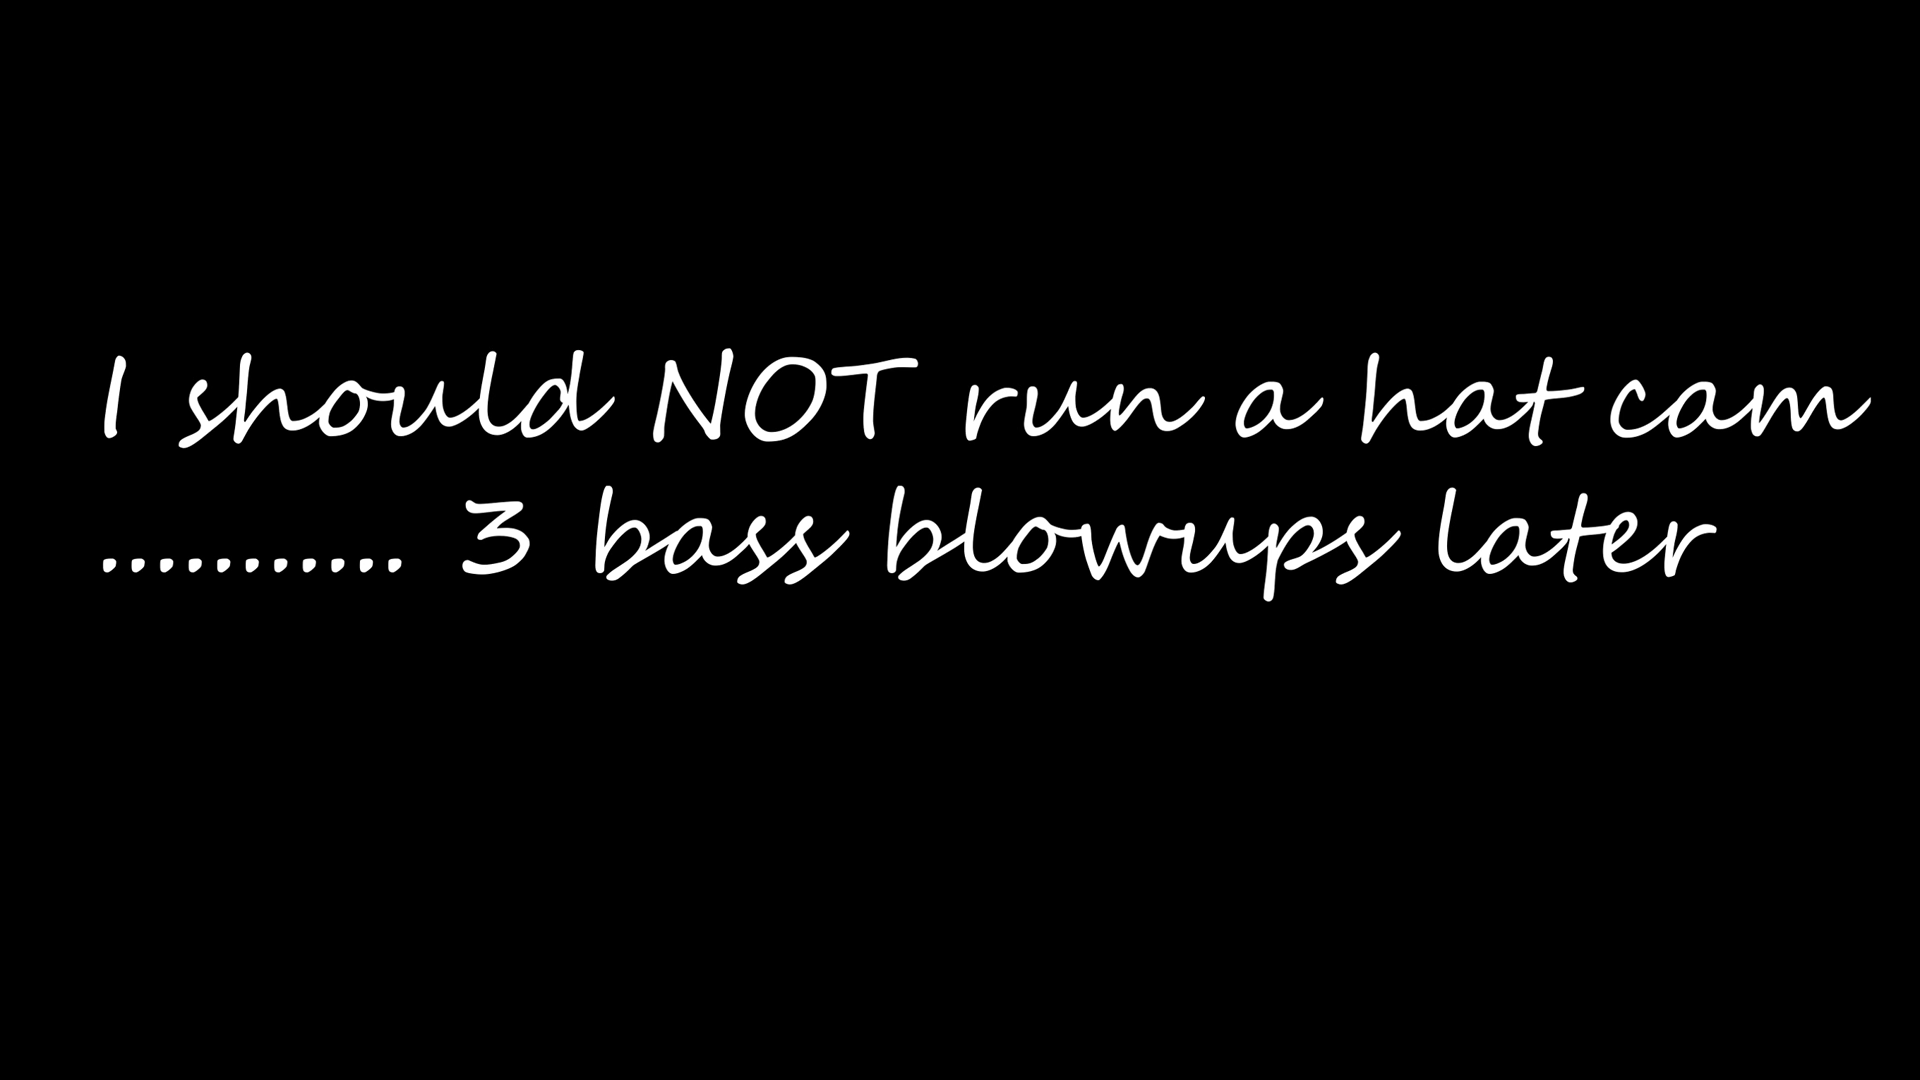 I should NOT run a hat cam
........... 3 bass blowups later